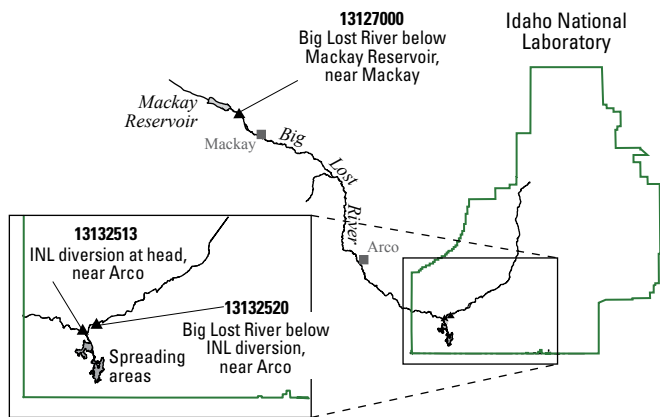 13127000
Big Lost River below
Mackay Reservoir,
near Mackay
Idaho National
Laboratory
Mackay
Reservoir
Mackay
Big
Lost
River
Arco
13132513
INL diversion at head,
near Arco
13132520
Big Lost River below
INL diversion,
near Arco
Spreading
areas